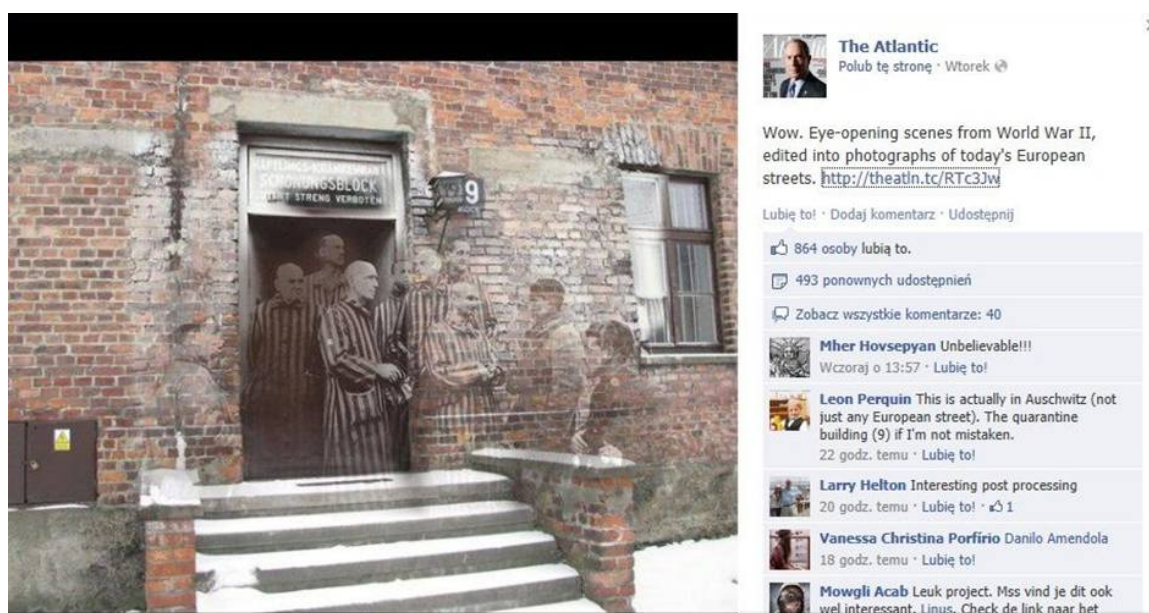 HÄFTLINGS-KRANKENBAU
SCHONUNGSBLOCK
STRENG VERBOTEN
9
The Atlantic
Polub tę stronę · Wtorek
Wow. Eye-opening scenes from World War II,
edited into photographs of today's European
streets. http://theatln.tc/RTc3Jw
Lubię to! · Dodaj komentarz · Udostępnij
864 osoby lubią to.
493 ponownych udostępnień
Zobacz wszystkie komentarze: 40
Mher Hovsepyan Unbelievable!!!
Wczoraj o 13:57 · Lubię to!
Leon Perquin This is actually in Auschwitz (not
just any European street). The quarantine
building (9) if I'm not mistaken.
22 godz. temu · Lubię to!
Larry Helton Interesting post processing
20 godz. temu · Lubię to! · 1
Vanessa Christina Porfírio Danilo Amendola
18 godz. temu · Lubię to!
Mowgli Acab Leuk project. Mss vind je dit ook
wel interessant, Linus. Check de link naar het